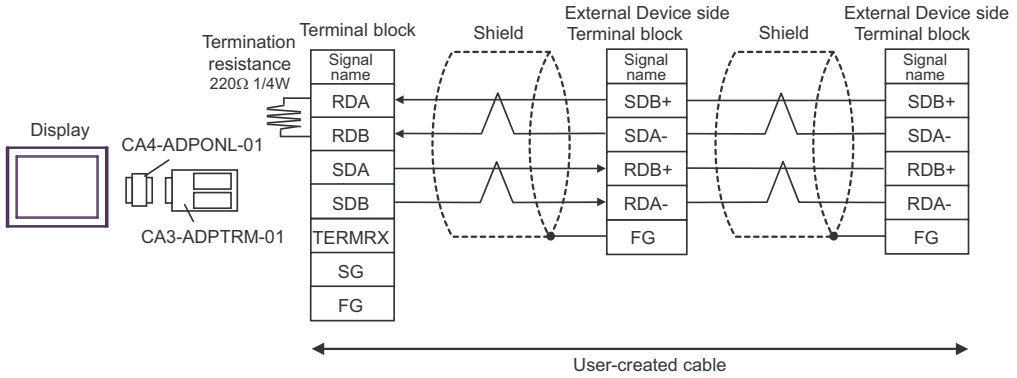 Display
CA4-ADPONL-01
CA3-ADPTRM-01
Termination
resistance
220Ω 1/4W
Terminal block
Signal
name
RDA
RDB
SDA
SDB
TERMRX
SG
FG
Shield
External Device side
Terminal block
Signal
name
SDB+
SDA-
RDB+
RDA-
FG
Shield
External Device side
Terminal block
Signal
name
SDB+
SDA-
RDB+
RDA-
FG
User-created cable